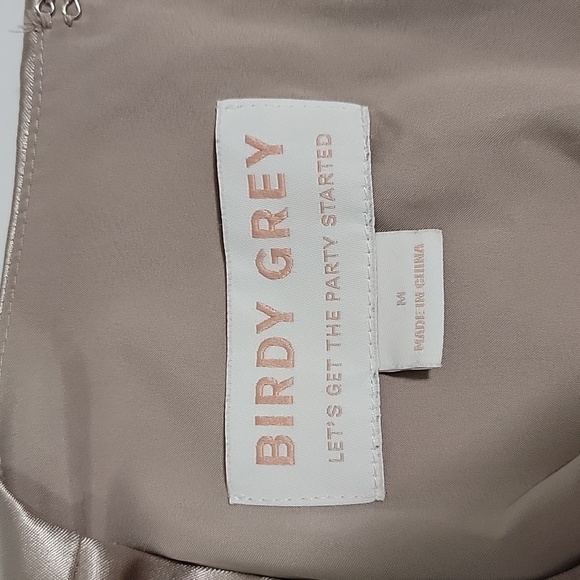 BIRDY GREY
LET'S GET THE PARTY STARTED
M
MADE IN CHINA